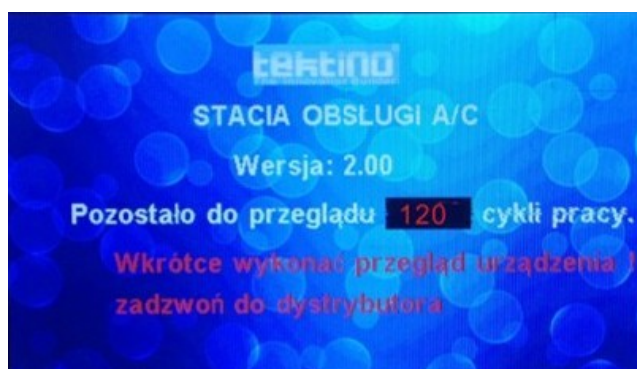 tektino
STACIA OBSŁUGI A/C
Wersja: 2.00
Pozostało do przeglądu 120 cykli pracy.
Wkrótce wykonać przegląd urządzenia !
zadzwoń do dystrybutora